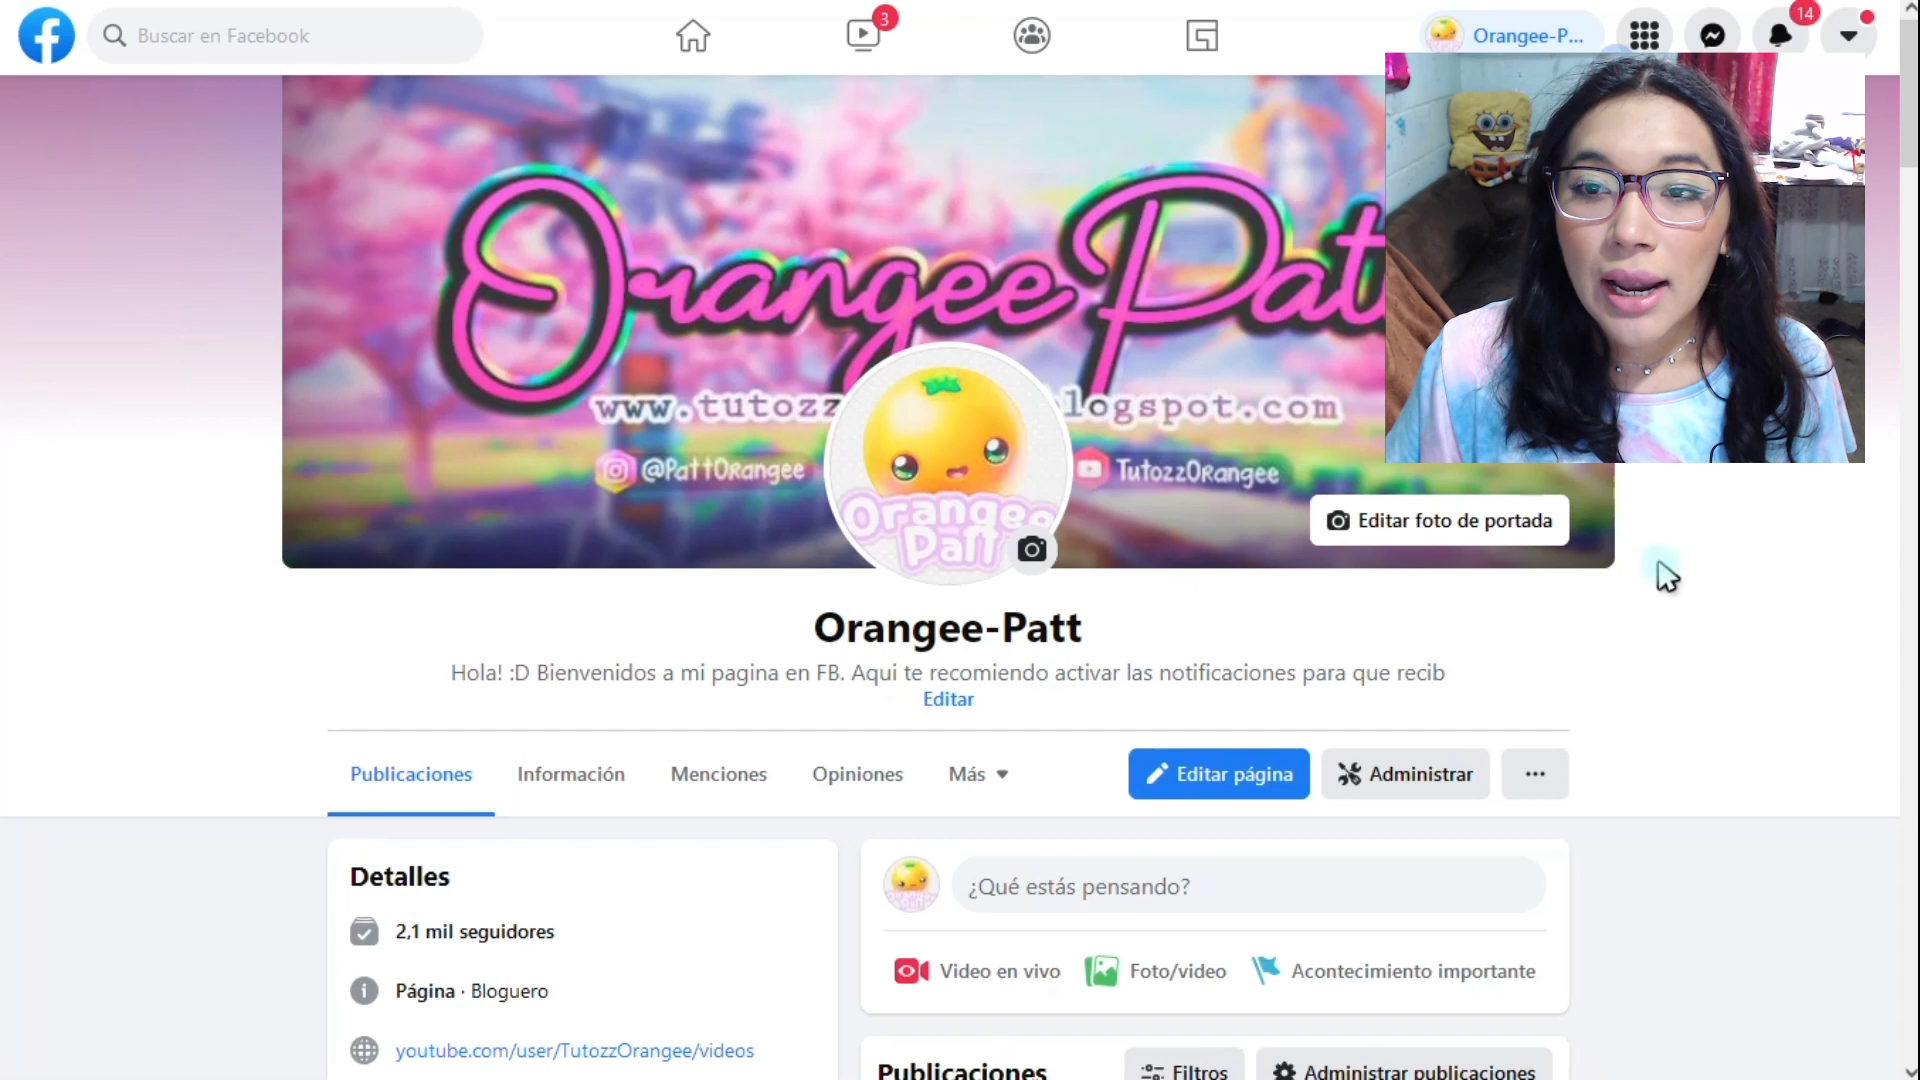 Buscar en Facebook
3
Orangee-P...
14
Orangee Pat
www.tutozz
logspot.com
@PattOrangee
TutozzOrangee
Orangee
Patt
Editar foto de portada
Orangee-Patt
Hola! :D Bienvenidos a mi pagina en FB. Aqui te recomiendo activar las notificaciones para que recib
Editar
Publicaciones
Información
Menciones
Opiniones
Más
Editar página
Administrar
Detalles
2,1 mil seguidores
Página · Bloguero
youtube.com/user/TutozzOrangee/videos
¿Qué estás pensando?
Video en vivo
Foto/video
Acontecimiento importante
Publicaciones
Filtros
Administrar publicaciones